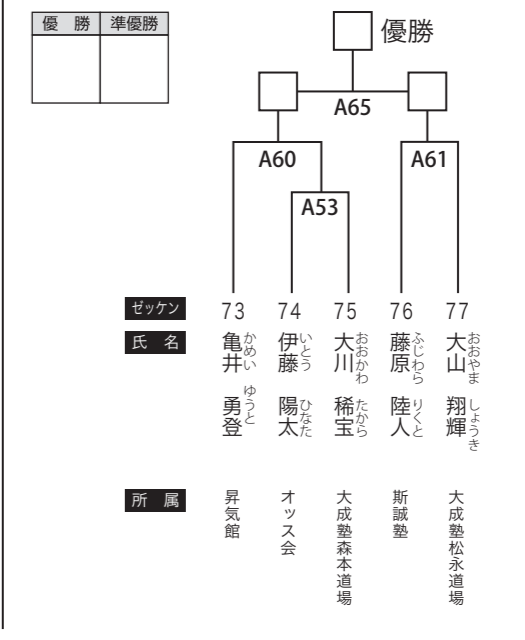 優　勝 準優勝
優勝
A65
A60 A61
A53
ゼッケン 73 74 75 76 77
氏　名
亀井 勇登 かめい ゆうと
伊藤 陽太 いとう ひなた
大川 稀宝 おおかわ たから
藤原 陸人 ふじわら りくと
大山 翔輝 おおやま しょうき
所　属
昇気館
オッス会
大成塾森本道場
斯誠塾
大成塾松永道場